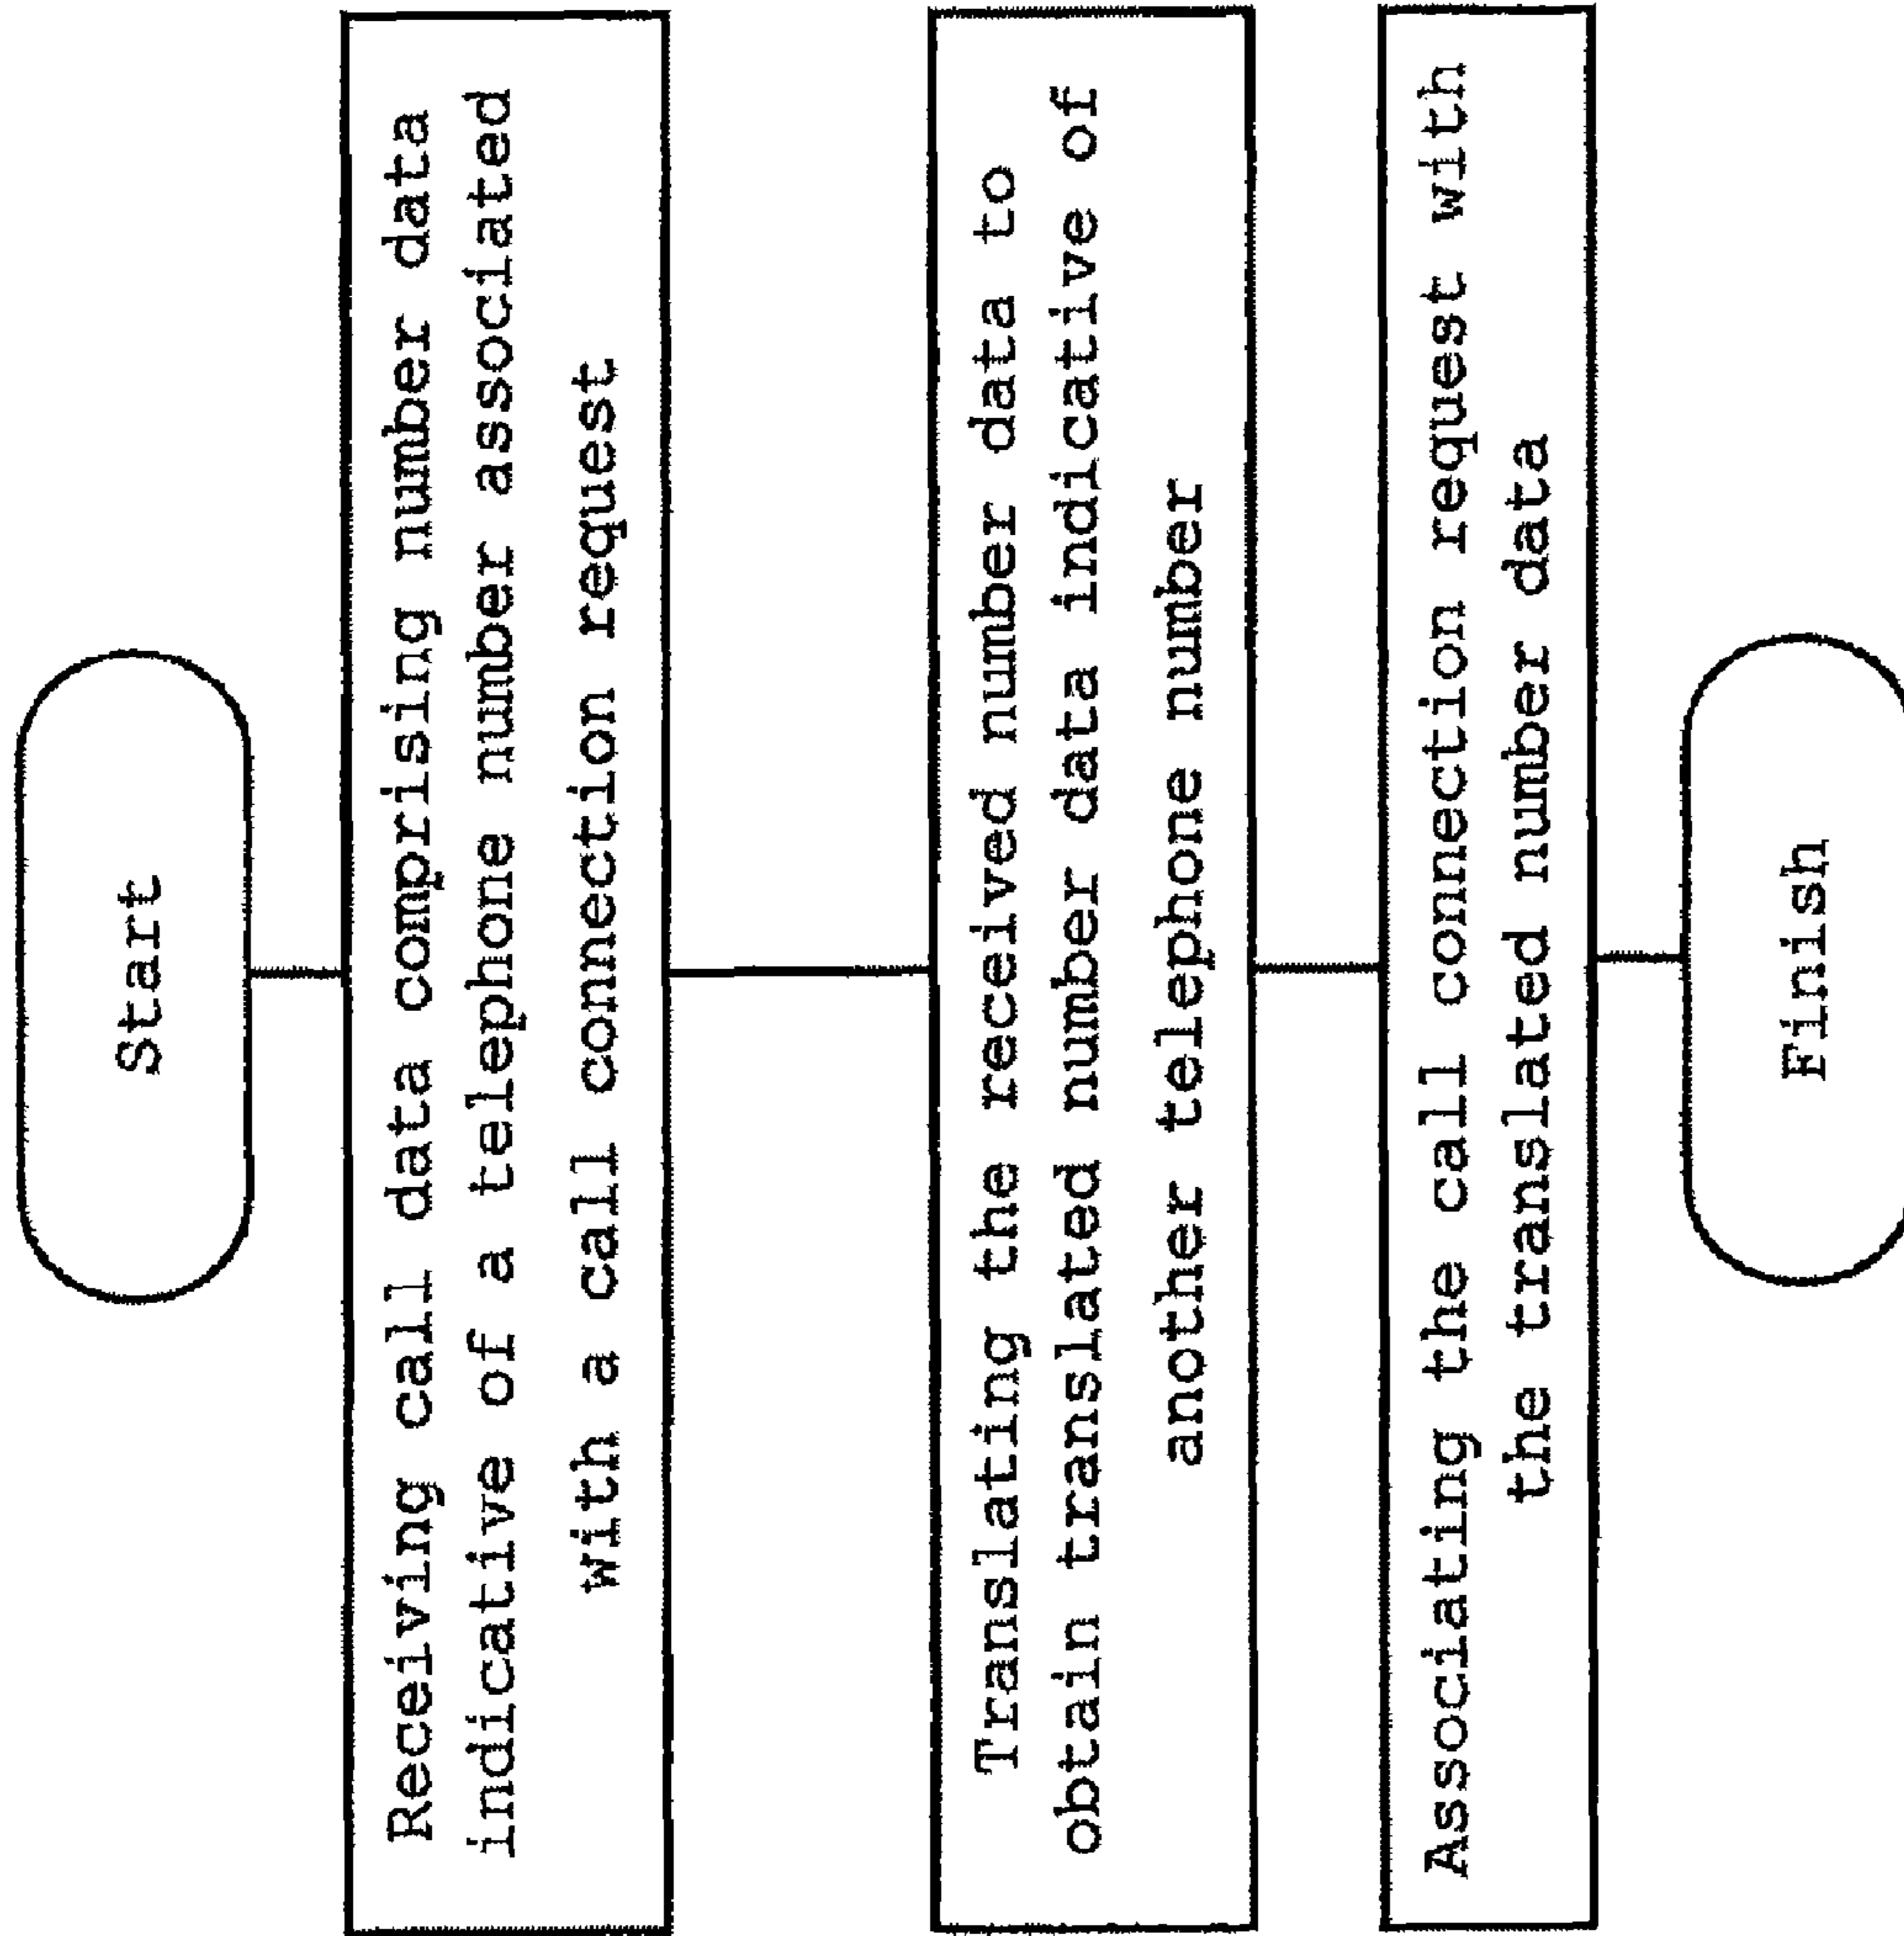 Start
Receiving call data comprising number data
indicative of a telephone number associated
with a call connection request
Translating the received number data to
obtain translated number data indicative of
another telephone number
Associating the call connection request with
the translated number data
Finish